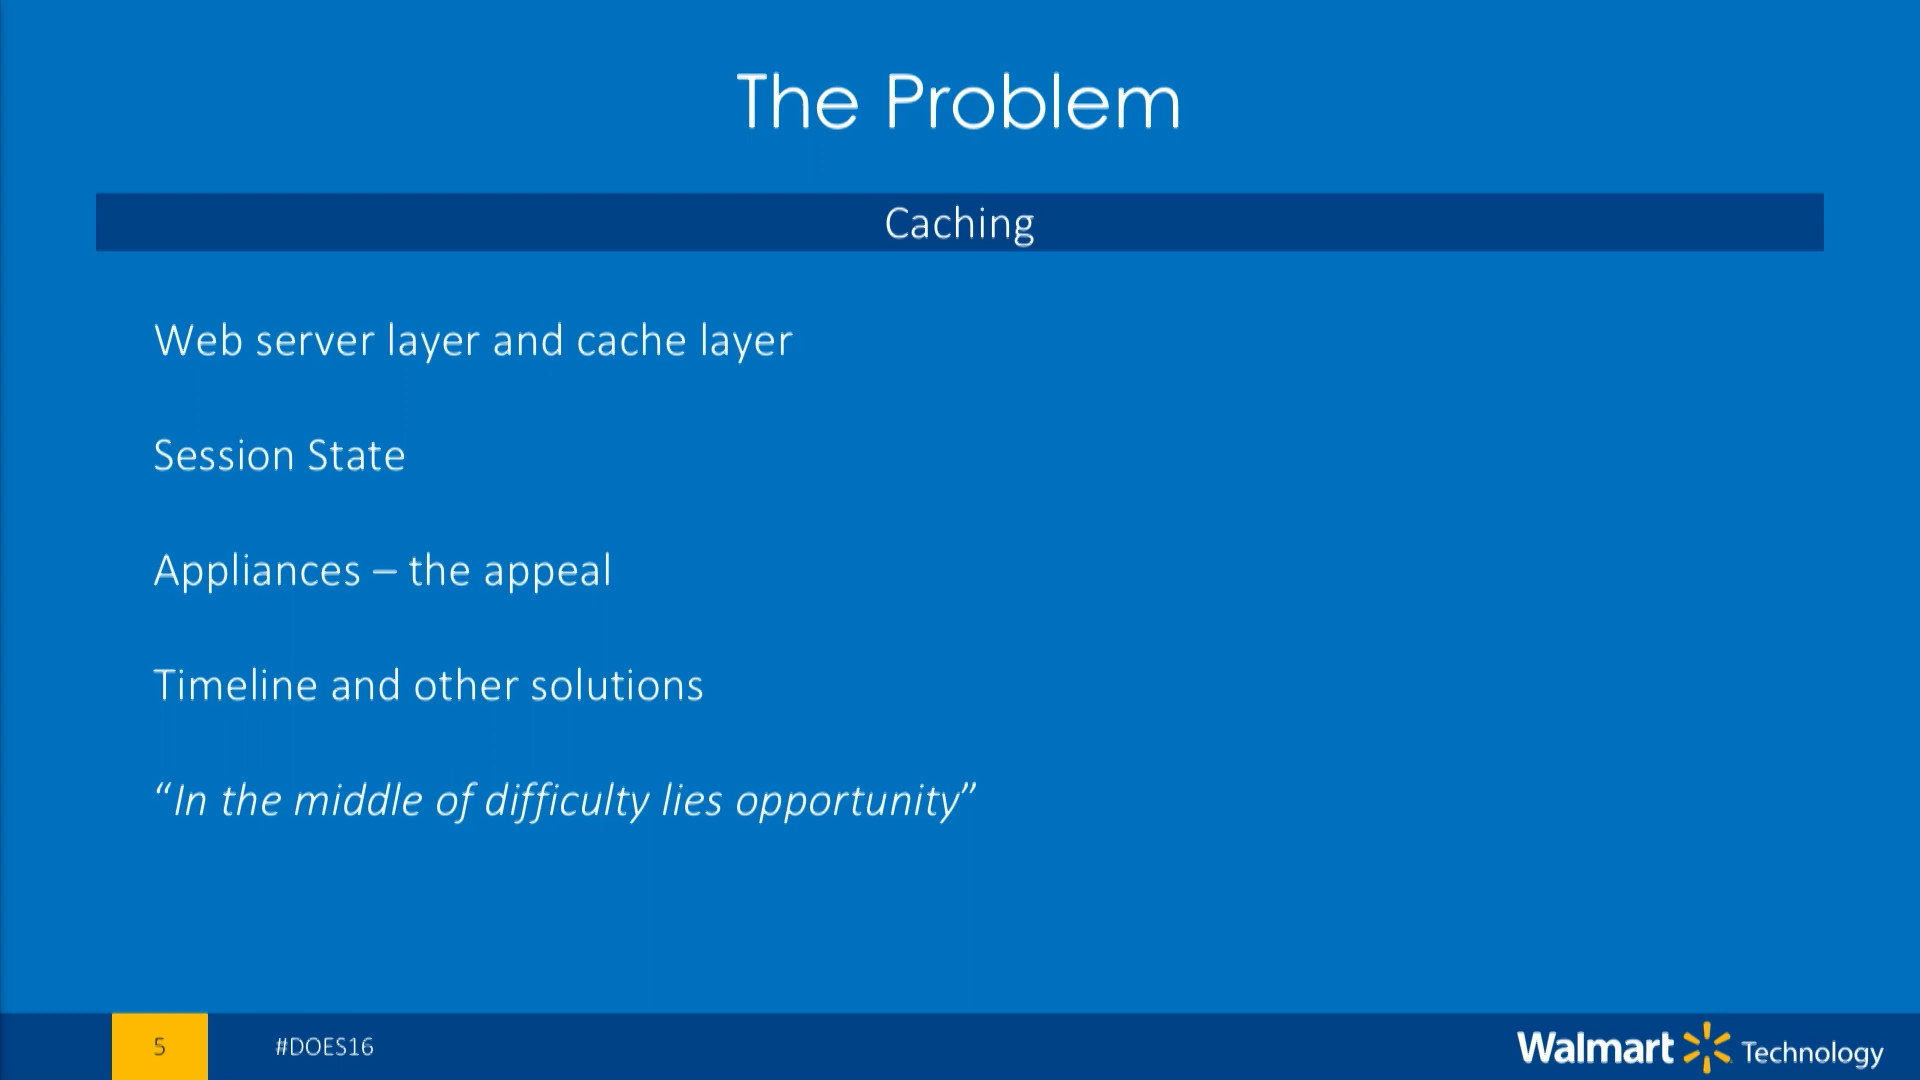 The Problem
Caching
Web server layer and cache layer
Session State
Appliances – the appeal
Timeline and other solutions
“In the middle of difficulty lies opportunity”
5
#DOES16
Walmart Technology